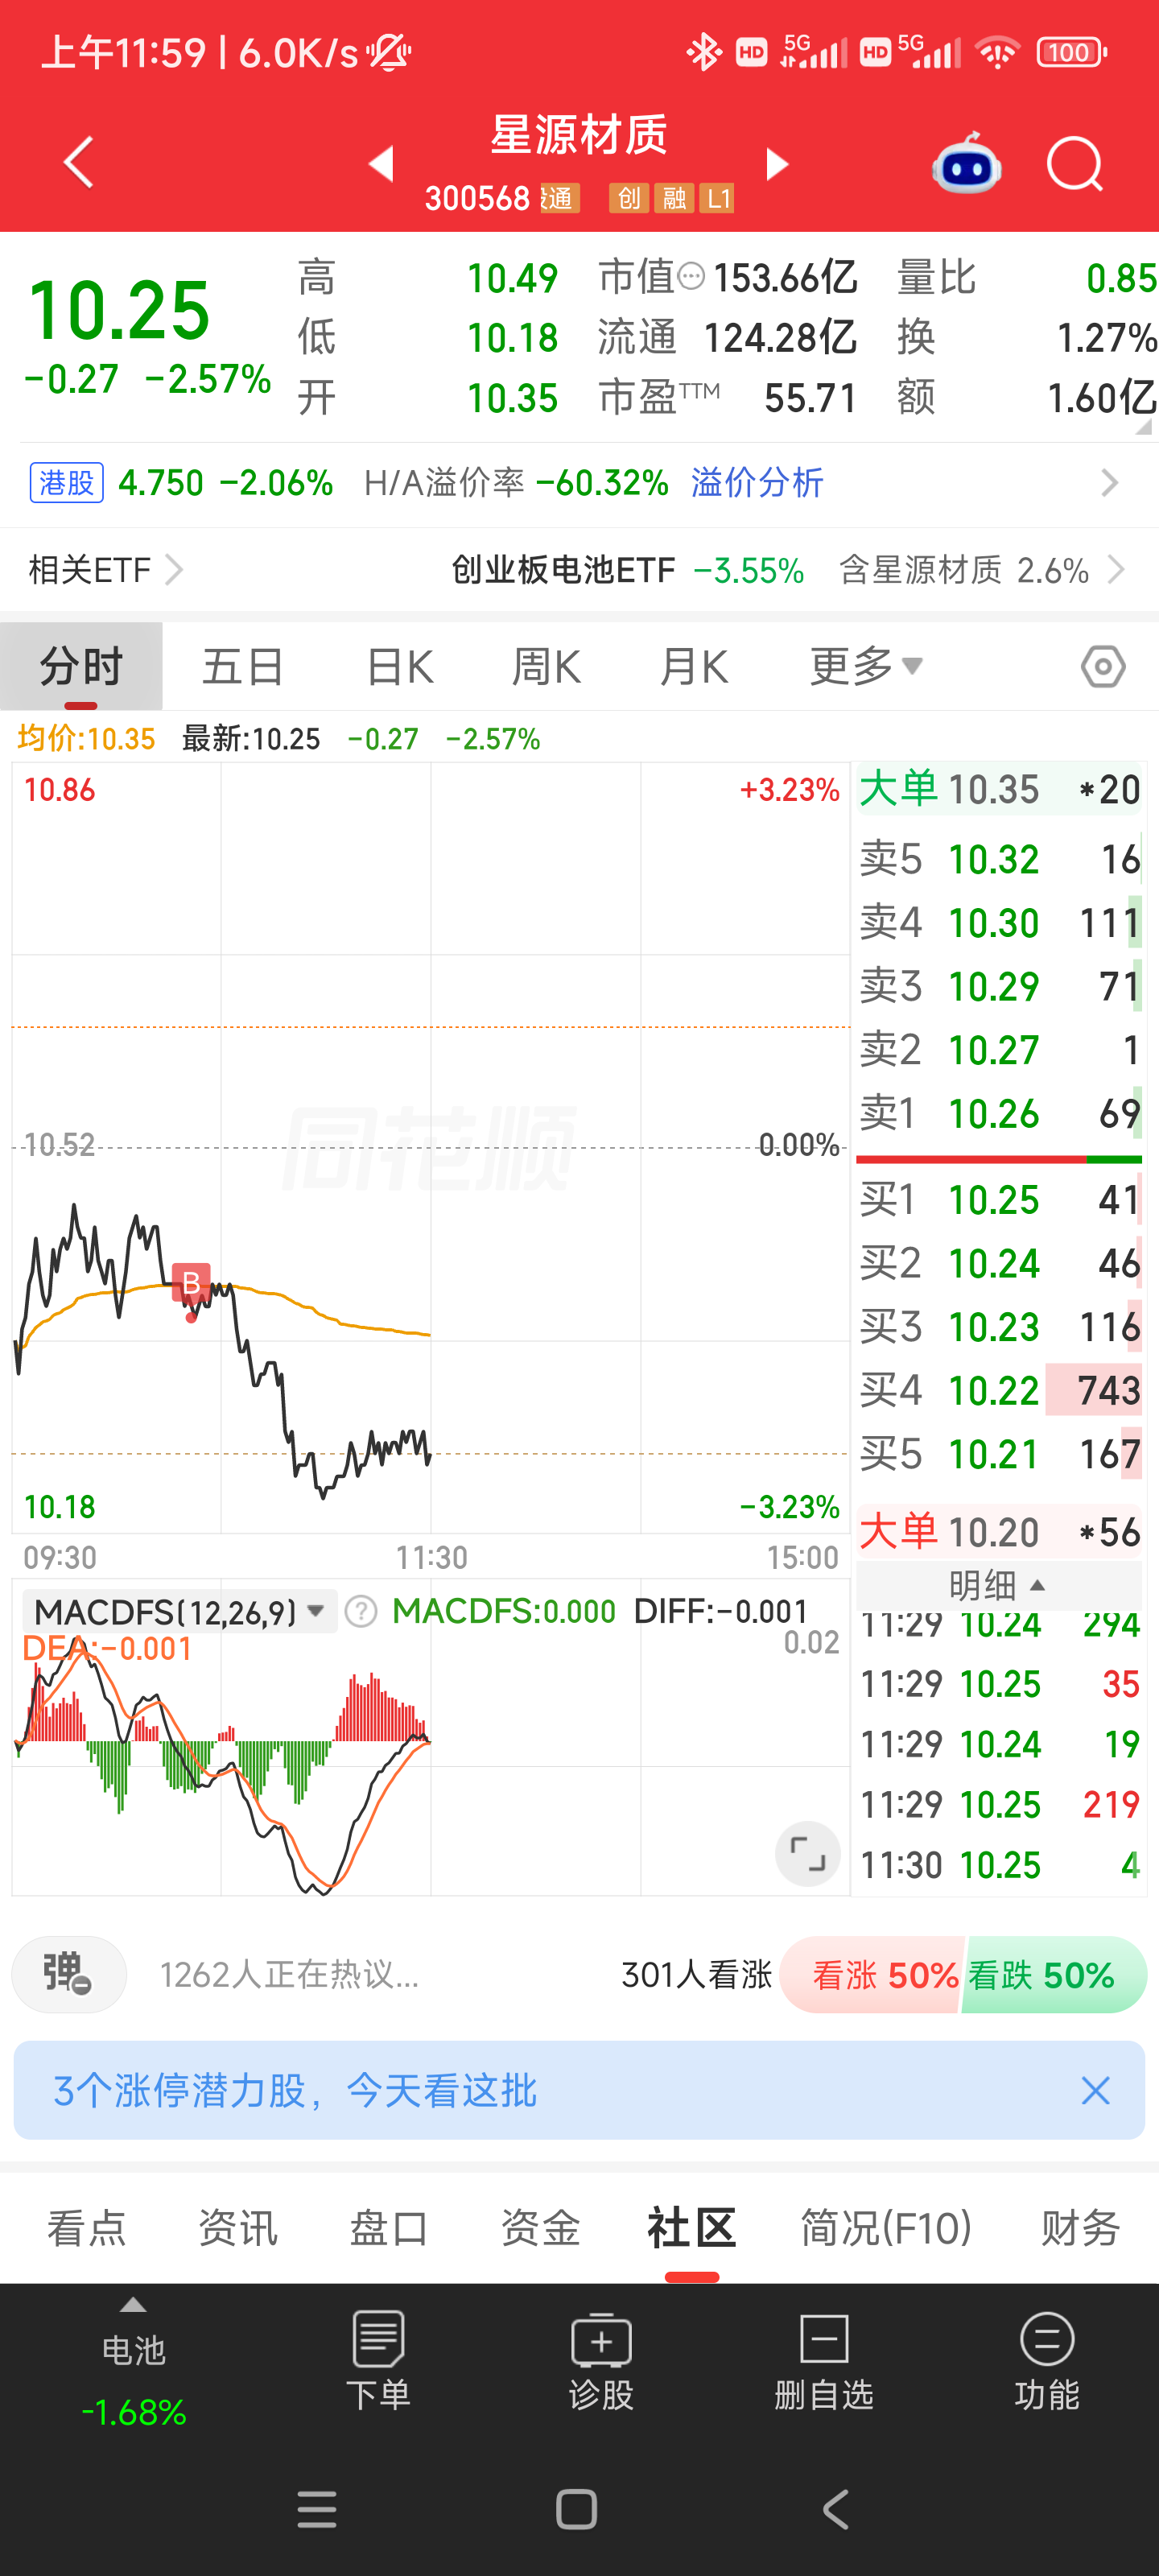 上午11:59 | 6.0K/s HD 5G HD 5G 100
星源材质
300568 通 创 融 L1
10.25 高 10.49 市值 153.66亿 量比 0.85
-0.27 -2.57% 低 10.18 流通 124.28亿 换 1.27%
开 10.35 市盈TTM 55.71 额 1.60亿
港股 4.750 -2.06% H/A溢价率 -60.32% 溢价分析
相关ETF 创业板电池ETF -3.55% 含星源材质 2.6%
分时 五日 日K 周K 月K 更多
均价:10.35 最新:10.25 -0.27 -2.57%
10.86 +3.23%
10.52 0.00%
同花顺
B
10.18 -3.23%
09:30 11:30 15:00
大单 10.35 *20
卖5 10.32 16
卖4 10.30 111
卖3 10.29 71
卖2 10.27 1
卖1 10.26 69
买1 10.25 41
买2 10.24 46
买3 10.23 116
买4 10.22 743
买5 10.21 167
大单 10.20 *56
明细
11:29 10.24 294
11:29 10.25 35
11:29 10.24 19
11:29 10.25 219
11:30 10.25 4
MACDFS(12,26,9) ? MACDFS:0.000 DIFF:-0.001
DEA:-0.001 0.02
弹 1262人正在热议... 301人看涨 看涨 50% 看跌 50%
3个涨停潜力股，今天看这批
看点 资讯 盘口 资金 社区 简况(F10) 财务
电池 下单 诊股 删自选 功能
-1.68%